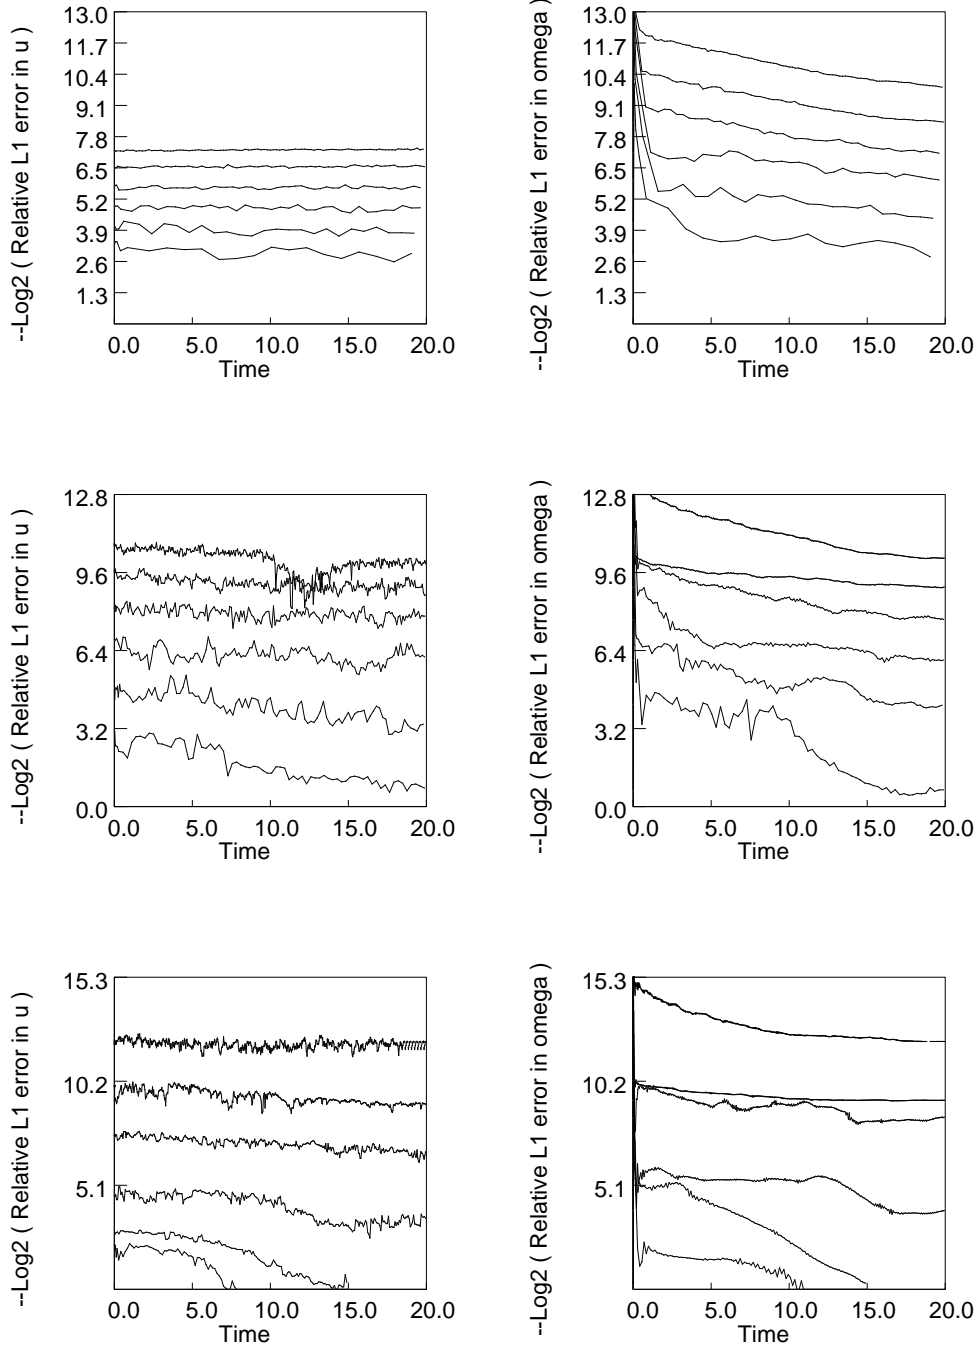 --Log2 ( Relative L1 error in u )
13.0
11.7
10.4
9.1
7.8
6.5
5.2
3.9
2.6
1.3
0.0 5.0 10.0 15.0 20.0
Time
--Log2 ( Relative L1 error in omega )
13.0
11.7
10.4
9.1
7.8
6.5
5.2
3.9
2.6
1.3
0.0 5.0 10.0 15.0 20.0
Time
--Log2 ( Relative L1 error in u )
12.8
9.6
6.4
3.2
0.0
0.0 5.0 10.0 15.0 20.0
Time
--Log2 ( Relative L1 error in omega )
12.8
9.6
6.4
3.2
0.0
0.0 5.0 10.0 15.0 20.0
Time
--Log2 ( Relative L1 error in u )
15.3
10.2
5.1
0.0 5.0 10.0 15.0 20.0
Time
--Log2 ( Relative L1 error in omega )
15.3
10.2
5.1
0.0 5.0 10.0 15.0 20.0
Time